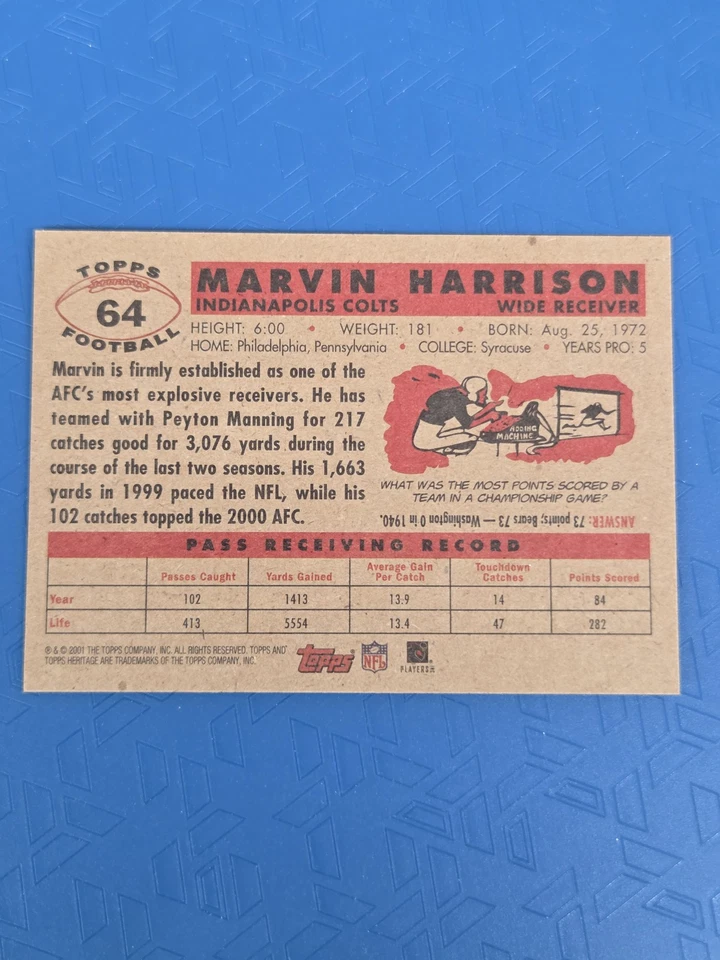 TOPPS
64
FOOTBALL
MARVIN HARRISON
INDIANAPOLIS COLTS WIDE RECEIVER
HEIGHT: 6:00 • WEIGHT: 181 • BORN: Aug. 25, 1972
HOME: Philadelphia, Pennsylvania • COLLEGE: Syracuse • YEARS PRO: 5
Marvin is firmly established as one of the
AFC's most explosive receivers. He has
teamed with Peyton Manning for 217
catches good for 3,076 yards during the
course of the last two seasons. His 1,663
yards in 1999 paced the NFL, while his
102 catches topped the 2000 AFC.
ADDING
MACHINE
WHAT WAS THE MOST POINTS SCORED BY A
TEAM IN A CHAMPIONSHIP GAME?
ANSWER: 73 points; Bears 73 — Washington 0 in 1940.
PASS RECEIVING RECORD
Passes Caught Yards Gained Average Gain Per Catch Touchdown Catches Points Scored
Year 102 1413 13.9 14 84
Life 413 5554 13.4 47 282
® & © 2001 THE TOPPS COMPANY, INC. ALL RIGHTS RESERVED. TOPPS AND
TOPPS HERITAGE ARE TRADEMARKS OF THE TOPPS COMPANY, INC.
topps NFL PLAYERS INC